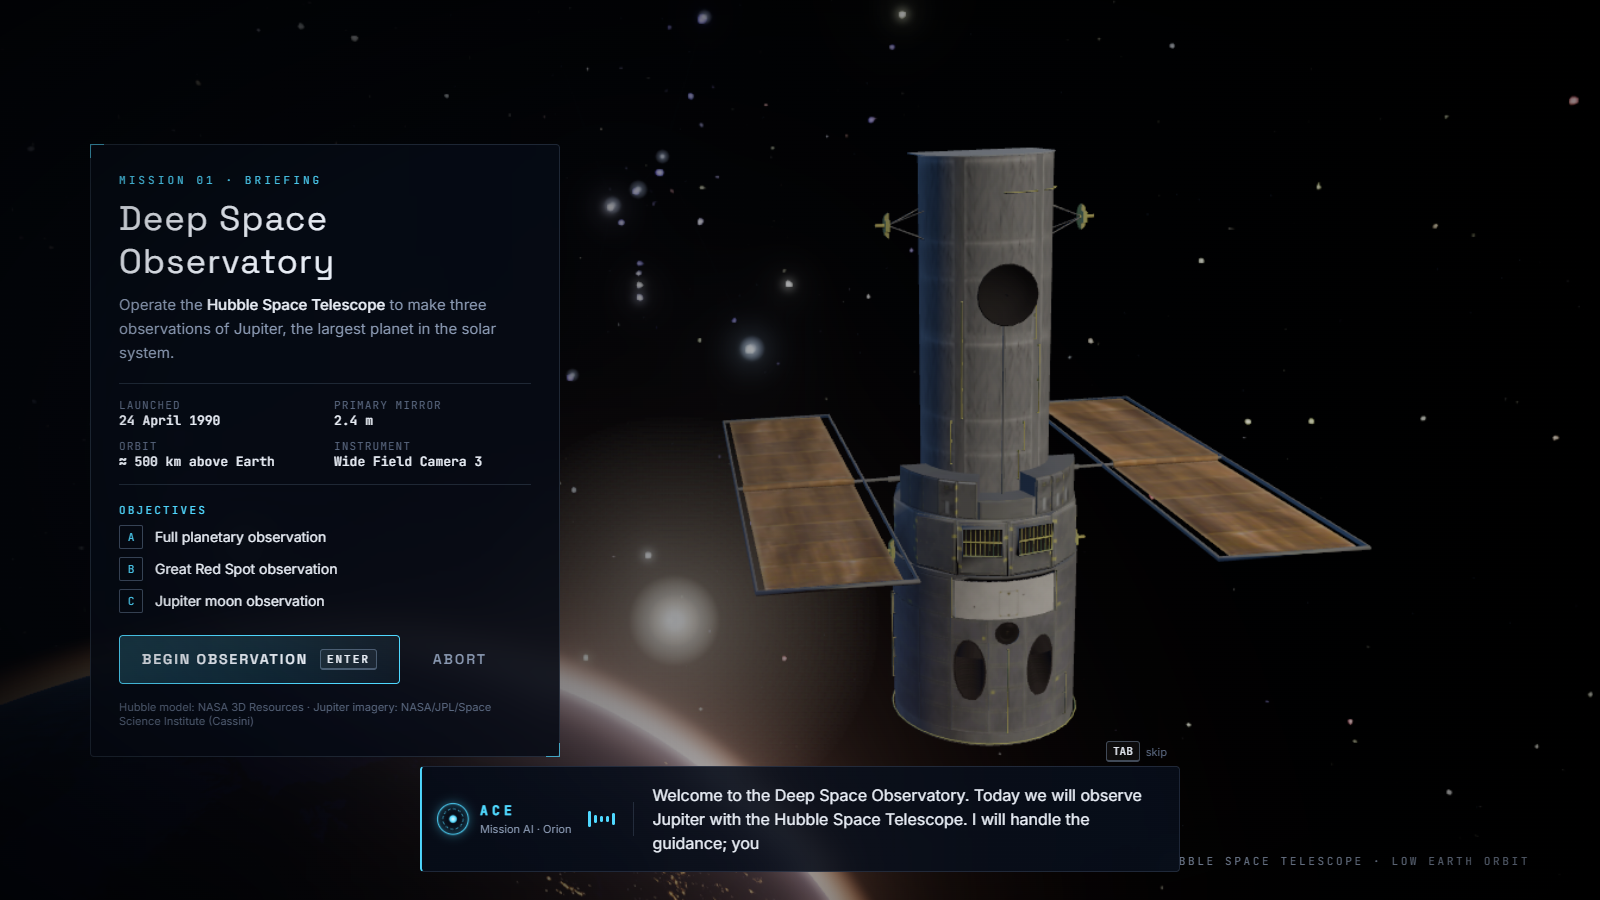 MISSION 01 · BRIEFING
Deep Space
Observatory
Operate the Hubble Space Telescope to make three
observations of Jupiter, the largest planet in the solar
system.
LAUNCHED
24 April 1990
PRIMARY MIRROR
2.4 m
ORBIT
≈ 500 km above Earth
INSTRUMENT
Wide Field Camera 3
OBJECTIVES
A Full planetary observation
B Great Red Spot observation
C Jupiter moon observation
BEGIN OBSERVATION ENTER
ABORT
Hubble model: NASA 3D Resources · Jupiter imagery: NASA/JPL/Space
Science Institute (Cassini)
TAB skip
ACE
Mission AI · Orion
Welcome to the Deep Space Observatory. Today we will observe
Jupiter with the Hubble Space Telescope. I will handle the
guidance; you
BBLE SPACE TELESCOPE · LOW EARTH ORBIT